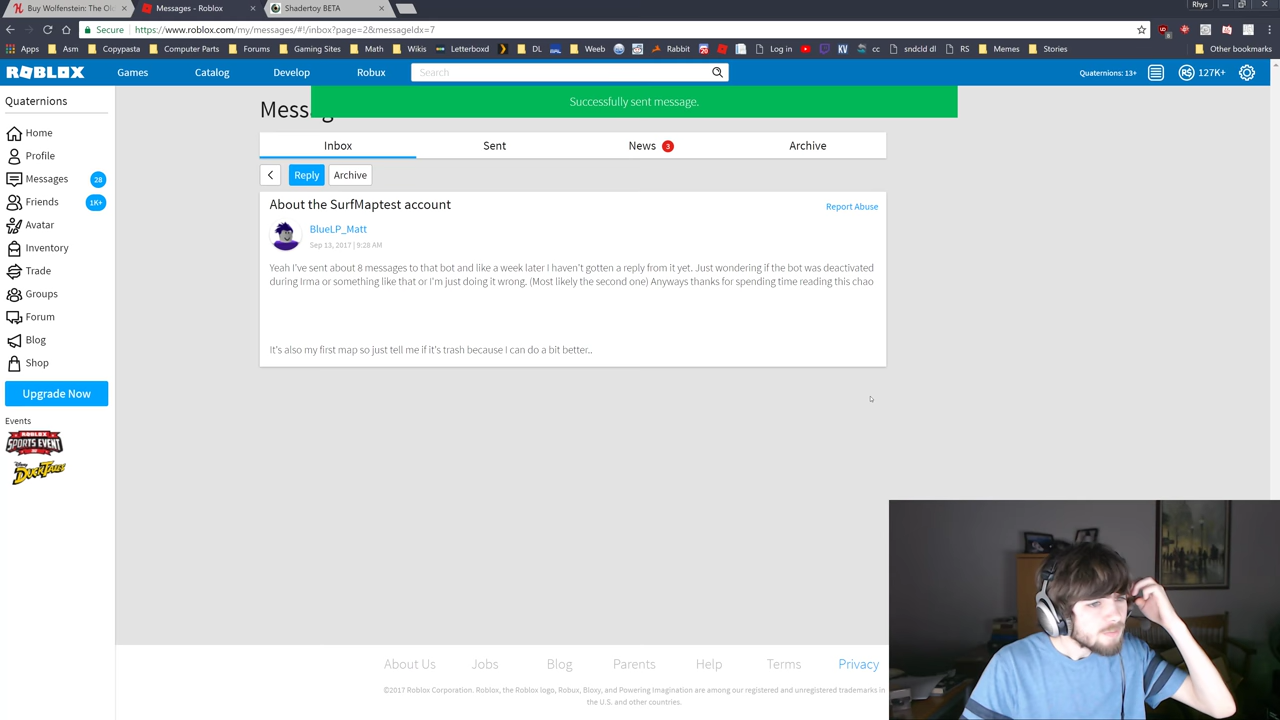 Buy Wolfenstein: The Ol
Messages - Roblox
Shadertoy BETA
Rhys
Secure
https://www.roblox.com/my/messages/#!/inbox?page=2&messageIdx=7
Apps
Asm
Copypasta
Computer Parts
Forums
Gaming Sites
Math
Wikis
Letterboxd
DL
Weeb
Rabbit
Log in
KV
cc
sndcld dl
RS
Memes
Stories
Other bookmarks
ROBLOX
Games
Catalog
Develop
Robux
Search
Quaternions: 13+
R$ 127K+
Successfully sent message.
Quaternions
Home
Profile
Messages 28
Friends 1K+
Avatar
Inventory
Trade
Groups
Forum
Blog
Shop
Upgrade Now
Events
ROBLOX
SPORTS EVENT
DUCKTALES
Messag
Inbox
Sent
News 3
Archive
Reply
Archive
About the SurfMaptest account
Report Abuse
BlueLP_Matt
Sep 13, 2017 | 9:28 AM
Yeah I've sent about 8 messages to that bot and like a week later I haven't gotten a reply from it yet. Just wondering if the bot was deactivated
during Irma or something like that or I'm just doing it wrong. (Most likely the second one) Anyways thanks for spending time reading this chao
It's also my first map so just tell me if it's trash because I can do a bit better..
About Us
Jobs
Blog
Parents
Help
Terms
Privacy
©2017 Roblox Corporation. Roblox, the Roblox logo, Robux, Bloxy, and Powering Imagination are among our registered and unregistered trademarks in
the U.S. and other countries.